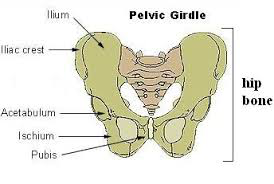 Ilium
Pelvic Girdle
Iliac crest
hip
bone
Acetabulum
Ischium
Pubis